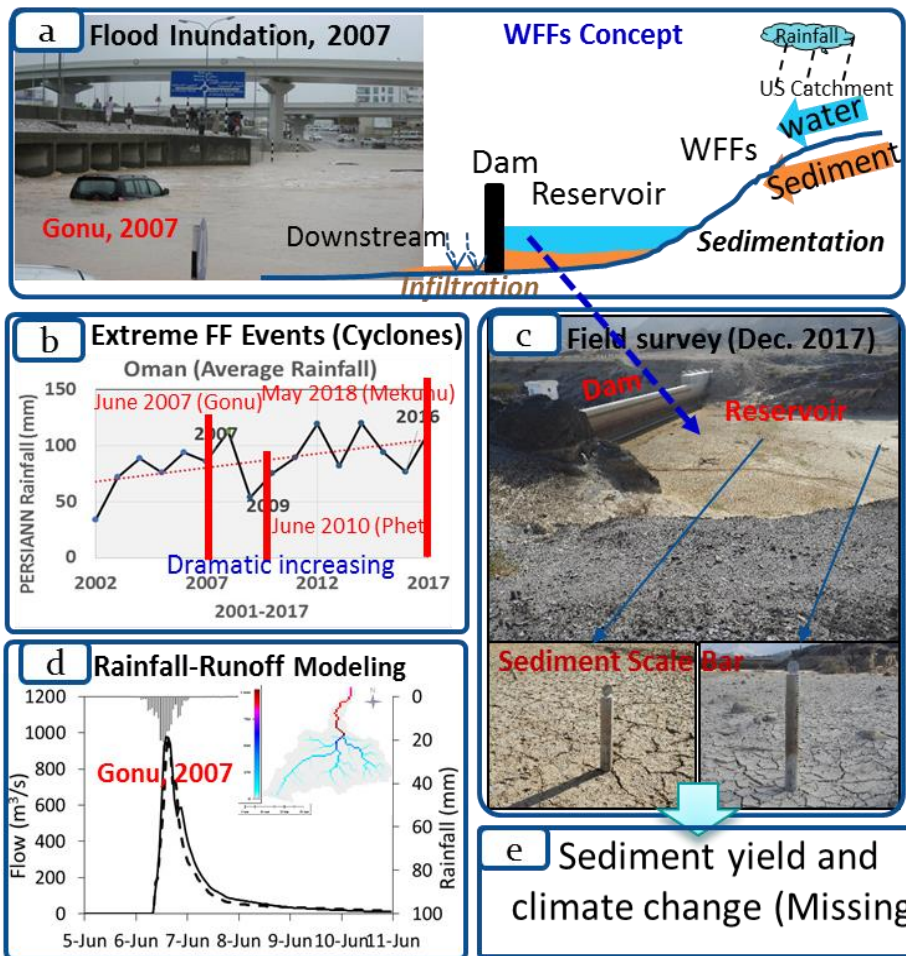 a
Flood Inundation, 2007
WFFs Concept
Rainfall
US Catchment
water
WFFs
Sediment
Dam
Reservoir
Gonu, 2007
Downstream
Sedimentation
Infiltration
b
Extreme FF Events (Cyclones)
Oman (Average Rainfall)
150
June 2007 (Gonu)
May 2018 (Mekunu)
2007
2016
100
50
2009
June 2010 (Phet
0
PERSIANN Rainfall (mm)
2002
2007
2012
2017
Dramatic increasing
2001-2017
c
Field survey (Dec. 2017)
Dam
Reservoir
Sediment Scale Bar
d
Rainfall-Runoff Modeling
1200
1000
800
600
400
200
0
Flow (m³/s)
Gonu, 2007
N
0
20
40
60
80
100
Rainfall (mm)
5-Jun 6-Jun 7-Jun 8-Jun 9-Jun 10-Jun 11-Jun
e
Sediment yield and
climate change (Missing